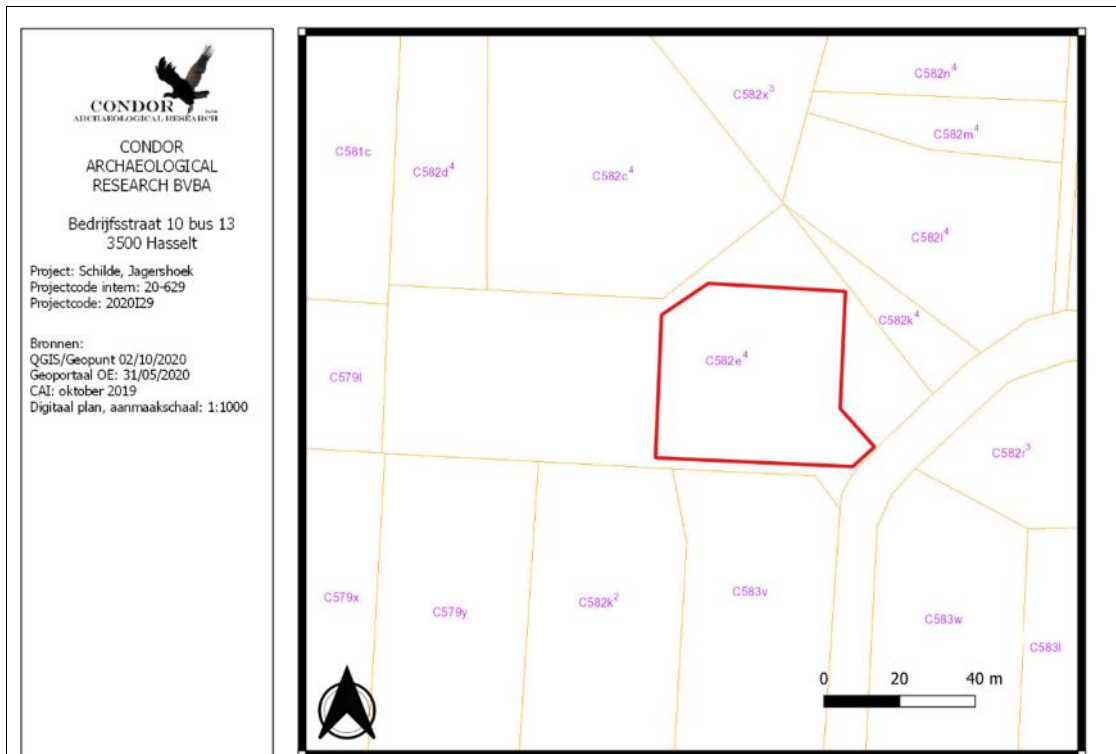 CONDOR
ARCHAEOLOGICAL RESEARCH
CONDOR
ARCHAEOLOGICAL
RESEARCH BVBA
Bedrijfsstraat 10 bus 13
3500 Hasselt
Project: Schilde, Jagershoek
Projectcode intern: 20-629
Projectcode: 2020I29
Bronnen:
QGIS/Geopunt 02/10/2020
Geoportaal OE: 31/05/2020
CAI: oktober 2019
Digitaal plan, aanmaakschaal: 1:1000
C582n⁴
C582x³
C582m⁴
C581c
C582d⁴
C582c⁴
C582l⁴
C582k⁴
C582e⁴
C579l
C582r³
C579x
C579y
C582k²
C583v
C583w
C583l
0 20 40 m